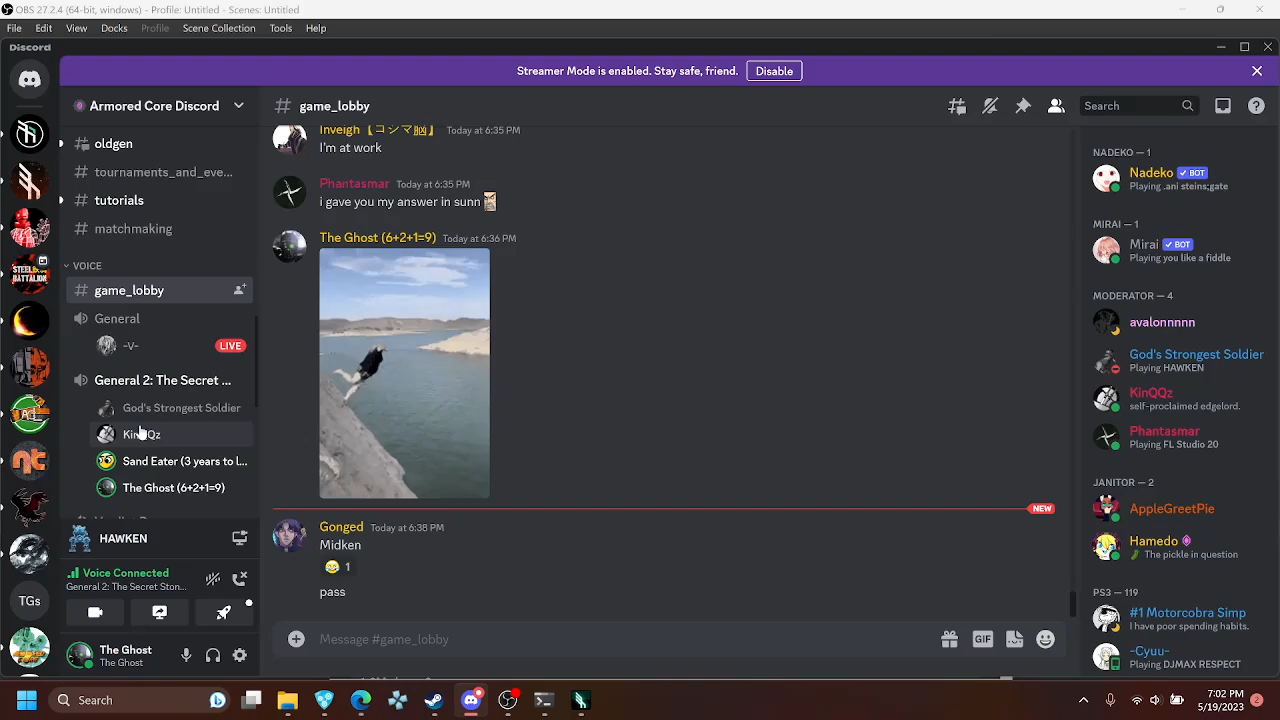 OBS 27.2.4 (64-bit, windows) - Profile: Untitled - Scenes: Untitled
File Edit View Docks Profile Scene Collection Tools Help
Discord
Streamer Mode is enabled. Stay safe, friend. Disable
Armored Core Discord
oldgen
tournaments_and_eve...
tutorials
matchmaking
VOICE
game_lobby
General
-V-
LIVE
General 2: The Secret ...
God's Strongest Soldier
KinQQz
Sand Eater (3 years to l...
The Ghost (6+2+1=9)
HAWKEN
Voice Connected
General 2: The Secret Ston...
The Ghost
The Ghost
TGs
game_lobby
Search
Inveigh【コジマ脳】 Today at 6:35 PM
I'm at work
Phantasmar Today at 6:35 PM
i gave you my answer in sunn
The Ghost (6+2+1=9) Today at 6:36 PM
NEW
Gonged Today at 6:38 PM
Midken
1
pass
Message #game_lobby
GIF
NADEKO — 1
Nadeko BOT
Playing .ani steins;gate
MIRAI — 1
Mirai BOT
Playing you like a fiddle
MODERATOR — 4
avalonnnnn
God's Strongest Soldier
Playing HAWKEN
KinQQz
self-proclaimed edgelord.
Phantasmar
Playing FL Studio 20
JANITOR — 2
AppleGreetPie
Hamedo
The pickle in question
PS3 — 119
#1 Motorcobra Simp
I have poor spending habits.
-Cyuu-
Playing DJMAX RESPECT
Search
7:02 PM
5/19/2023
2